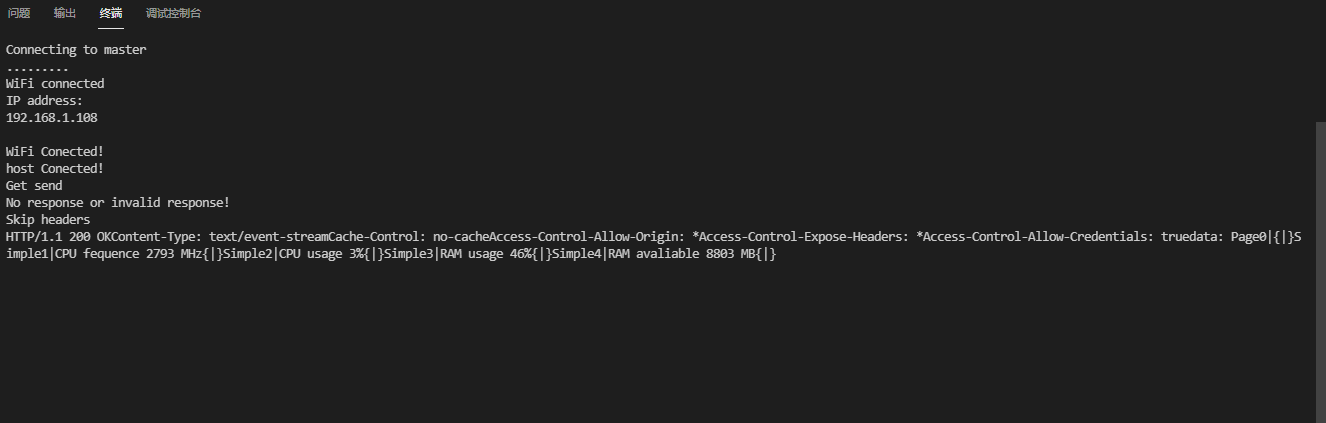 问题 输出 终端 调试控制台
Connecting to master
.........
WiFi connected
IP address:
192.168.1.108
WiFi Conected!
host Conected!
Get send
No response or invalid response!
Skip headers
HTTP/1.1 200 OKContent-Type: text/event-streamCache-Control: no-cacheAccess-Control-Allow-Origin: *Access-Control-Expose-Headers: *Access-Control-Allow-Credentials: truedata: Page0|{|}S
imple1|CPU fequence 2793 MHz{|}Simple2|CPU usage 3%{|}Simple3|RAM usage 46%{|}Simple4|RAM avaliable 8803 MB{|}